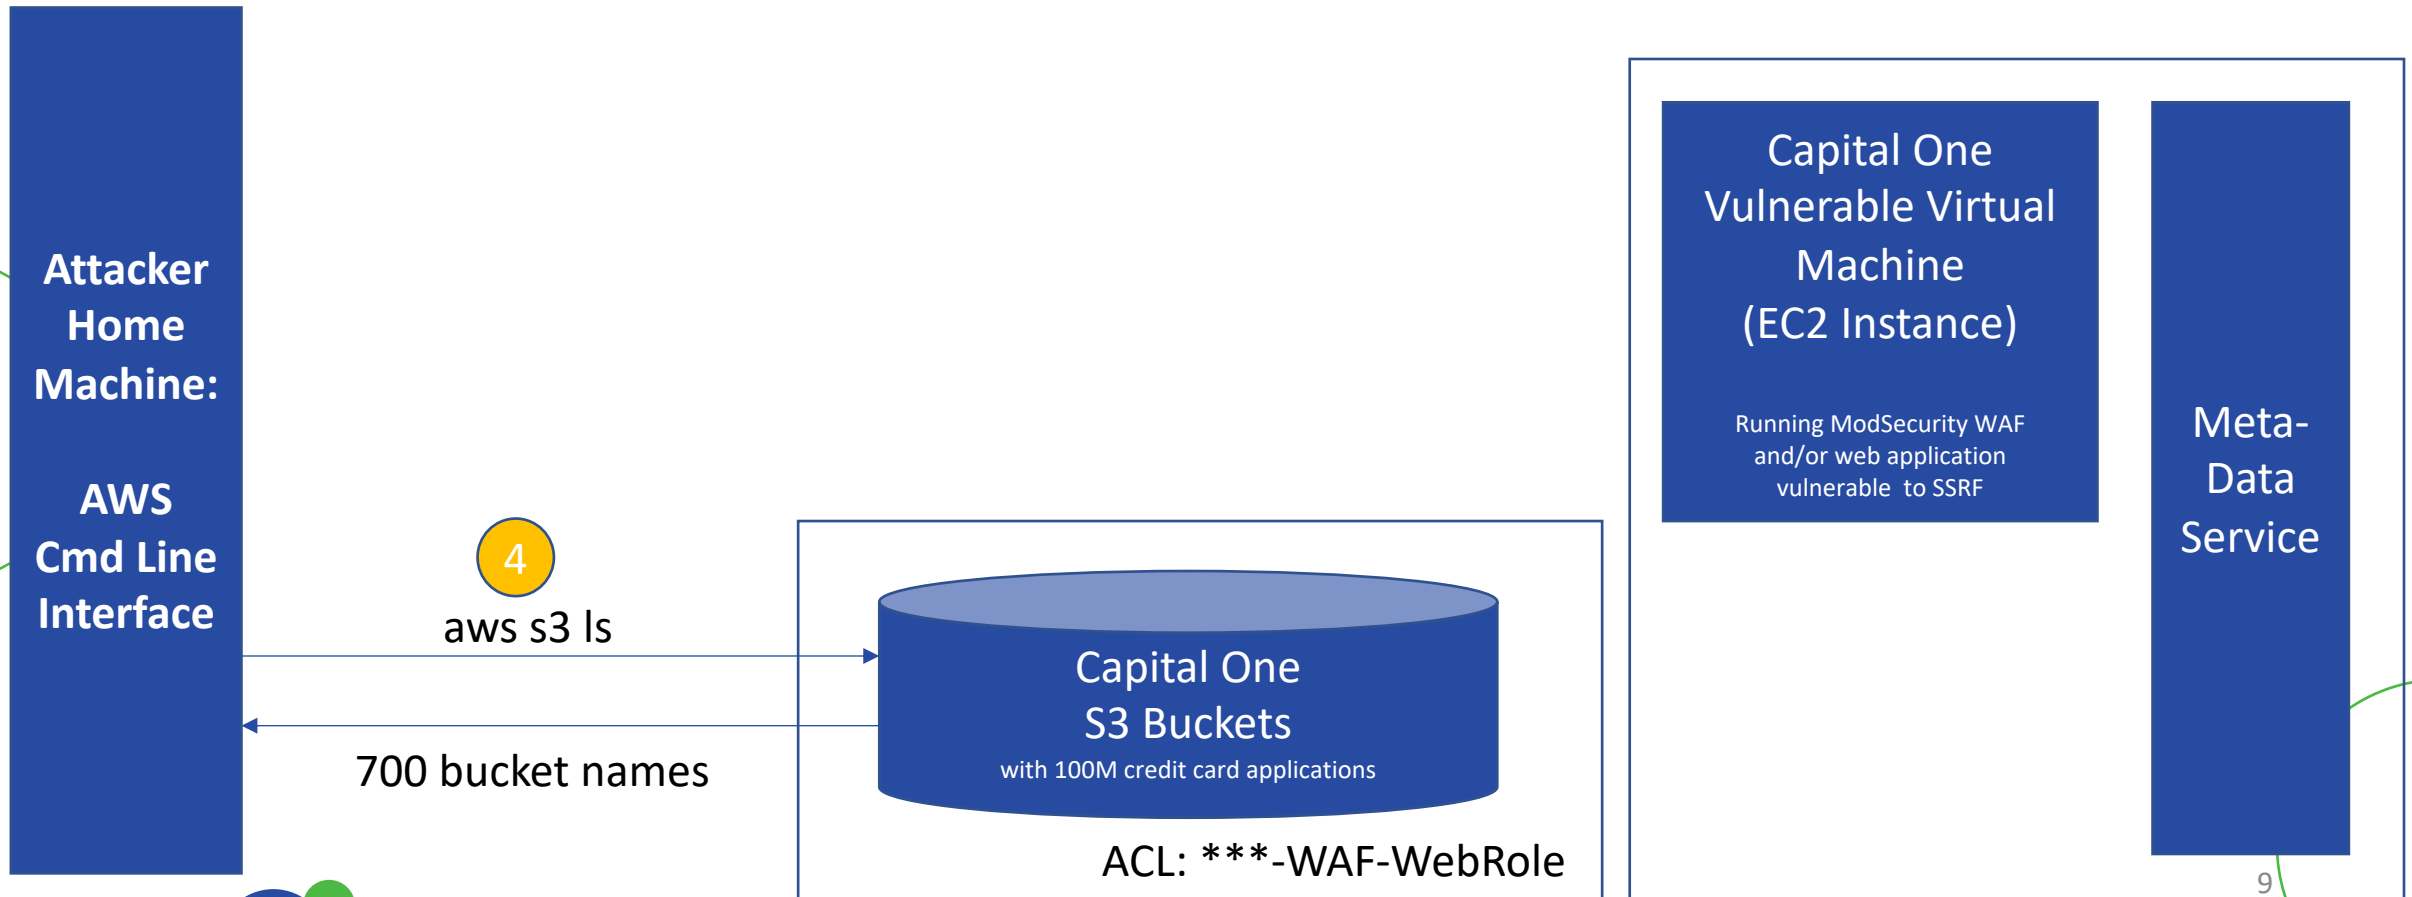 Attacker
Home
Machine:
AWS
Cmd Line
Interface
4
aws s3 ls
700 bucket names
Capital One
S3 Buckets
with 100M credit card applications
ACL: ***-WAF-WebRole
Capital One
Vulnerable Virtual
Machine
(EC2 Instance)
Running ModSecurity WAF
and/or web application
vulnerable  to SSRF
Meta-
Data
Service
9